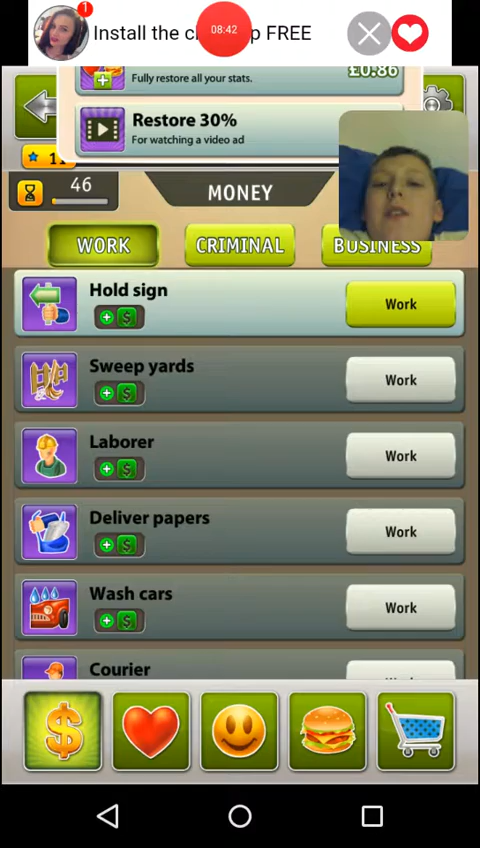 1
Install the
08:42
FREE
Fully restore all your stats.
£0.86
Restore 30%
For watching a video ad
46
MONEY
WORK
CRIMINAL
BUSINESS
Hold sign
Work
Sweep yards
Work
Laborer
Work
Deliver papers
Work
Wash cars
Work
Courier